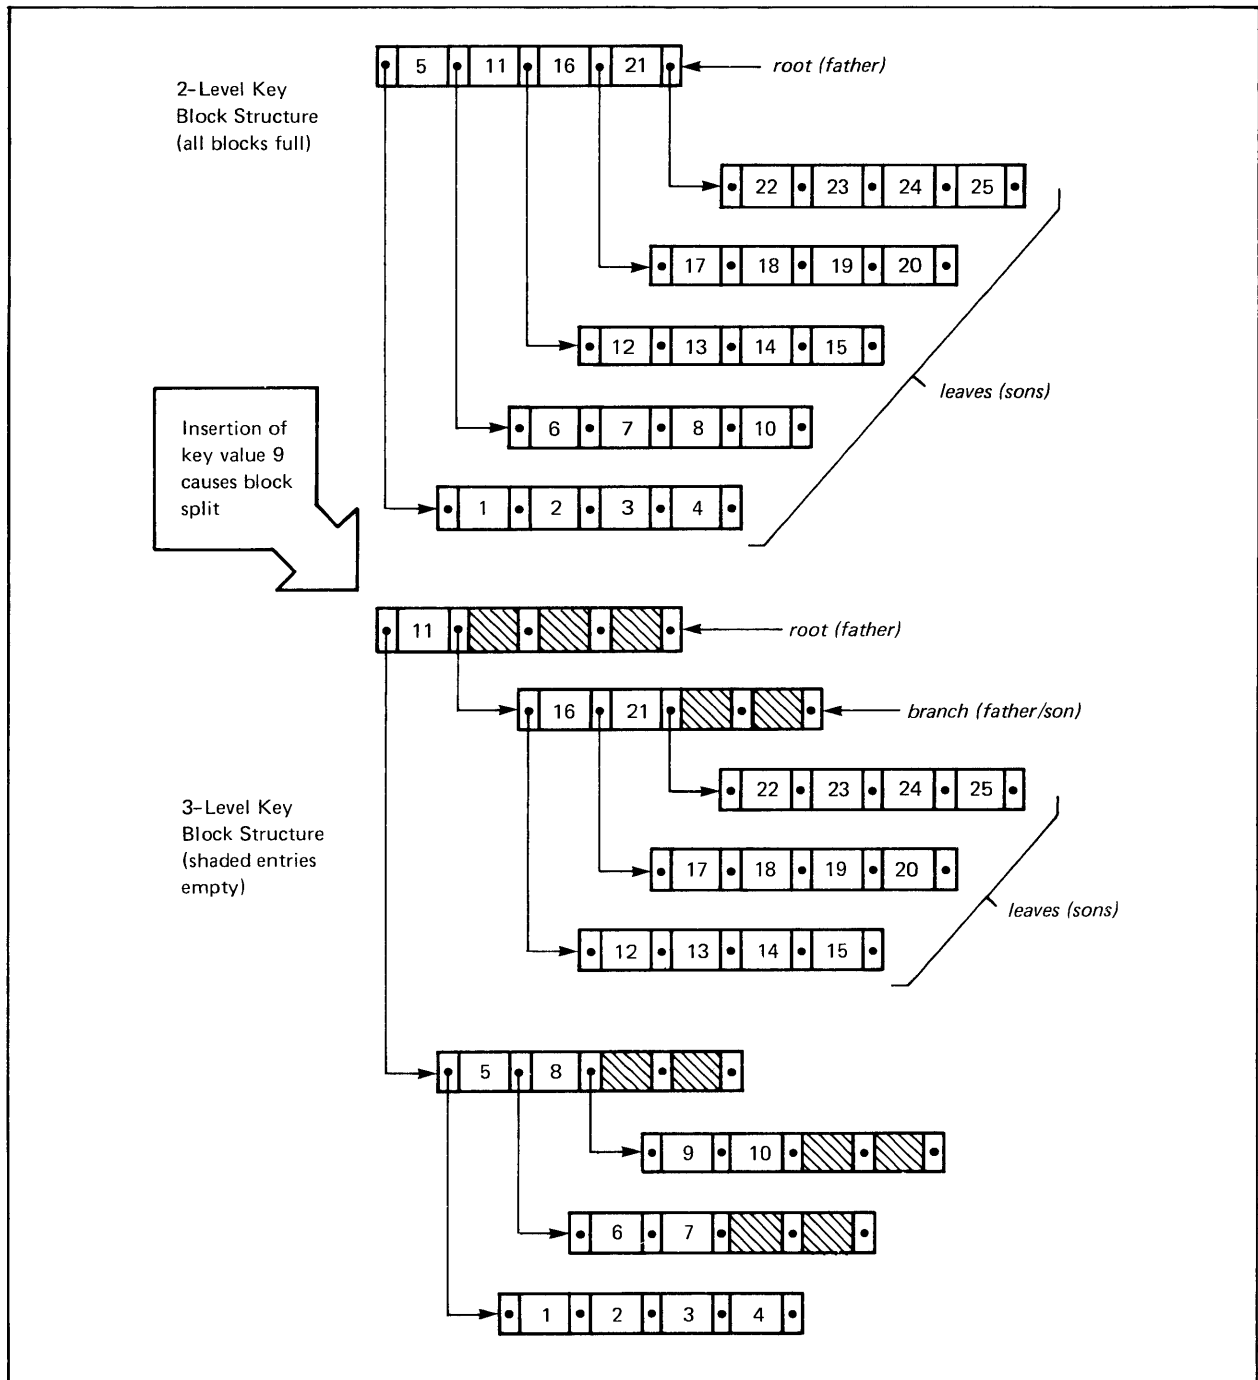 5 11 16 21
root (father)
2-Level Key
Block Structure
(all blocks full)
22 23 24 25
17 18 19 20
12 13 14 15
leaves (sons)
6 7 8 10
Insertion of
key value 9
causes block
split
1 2 3 4
11
root (father)
16 21
branch (father/son)
22 23 24 25
3-Level Key
Block Structure
(shaded entries
empty)
17 18 19 20
leaves (sons)
12 13 14 15
5 8
9 10
6 7
1 2 3 4